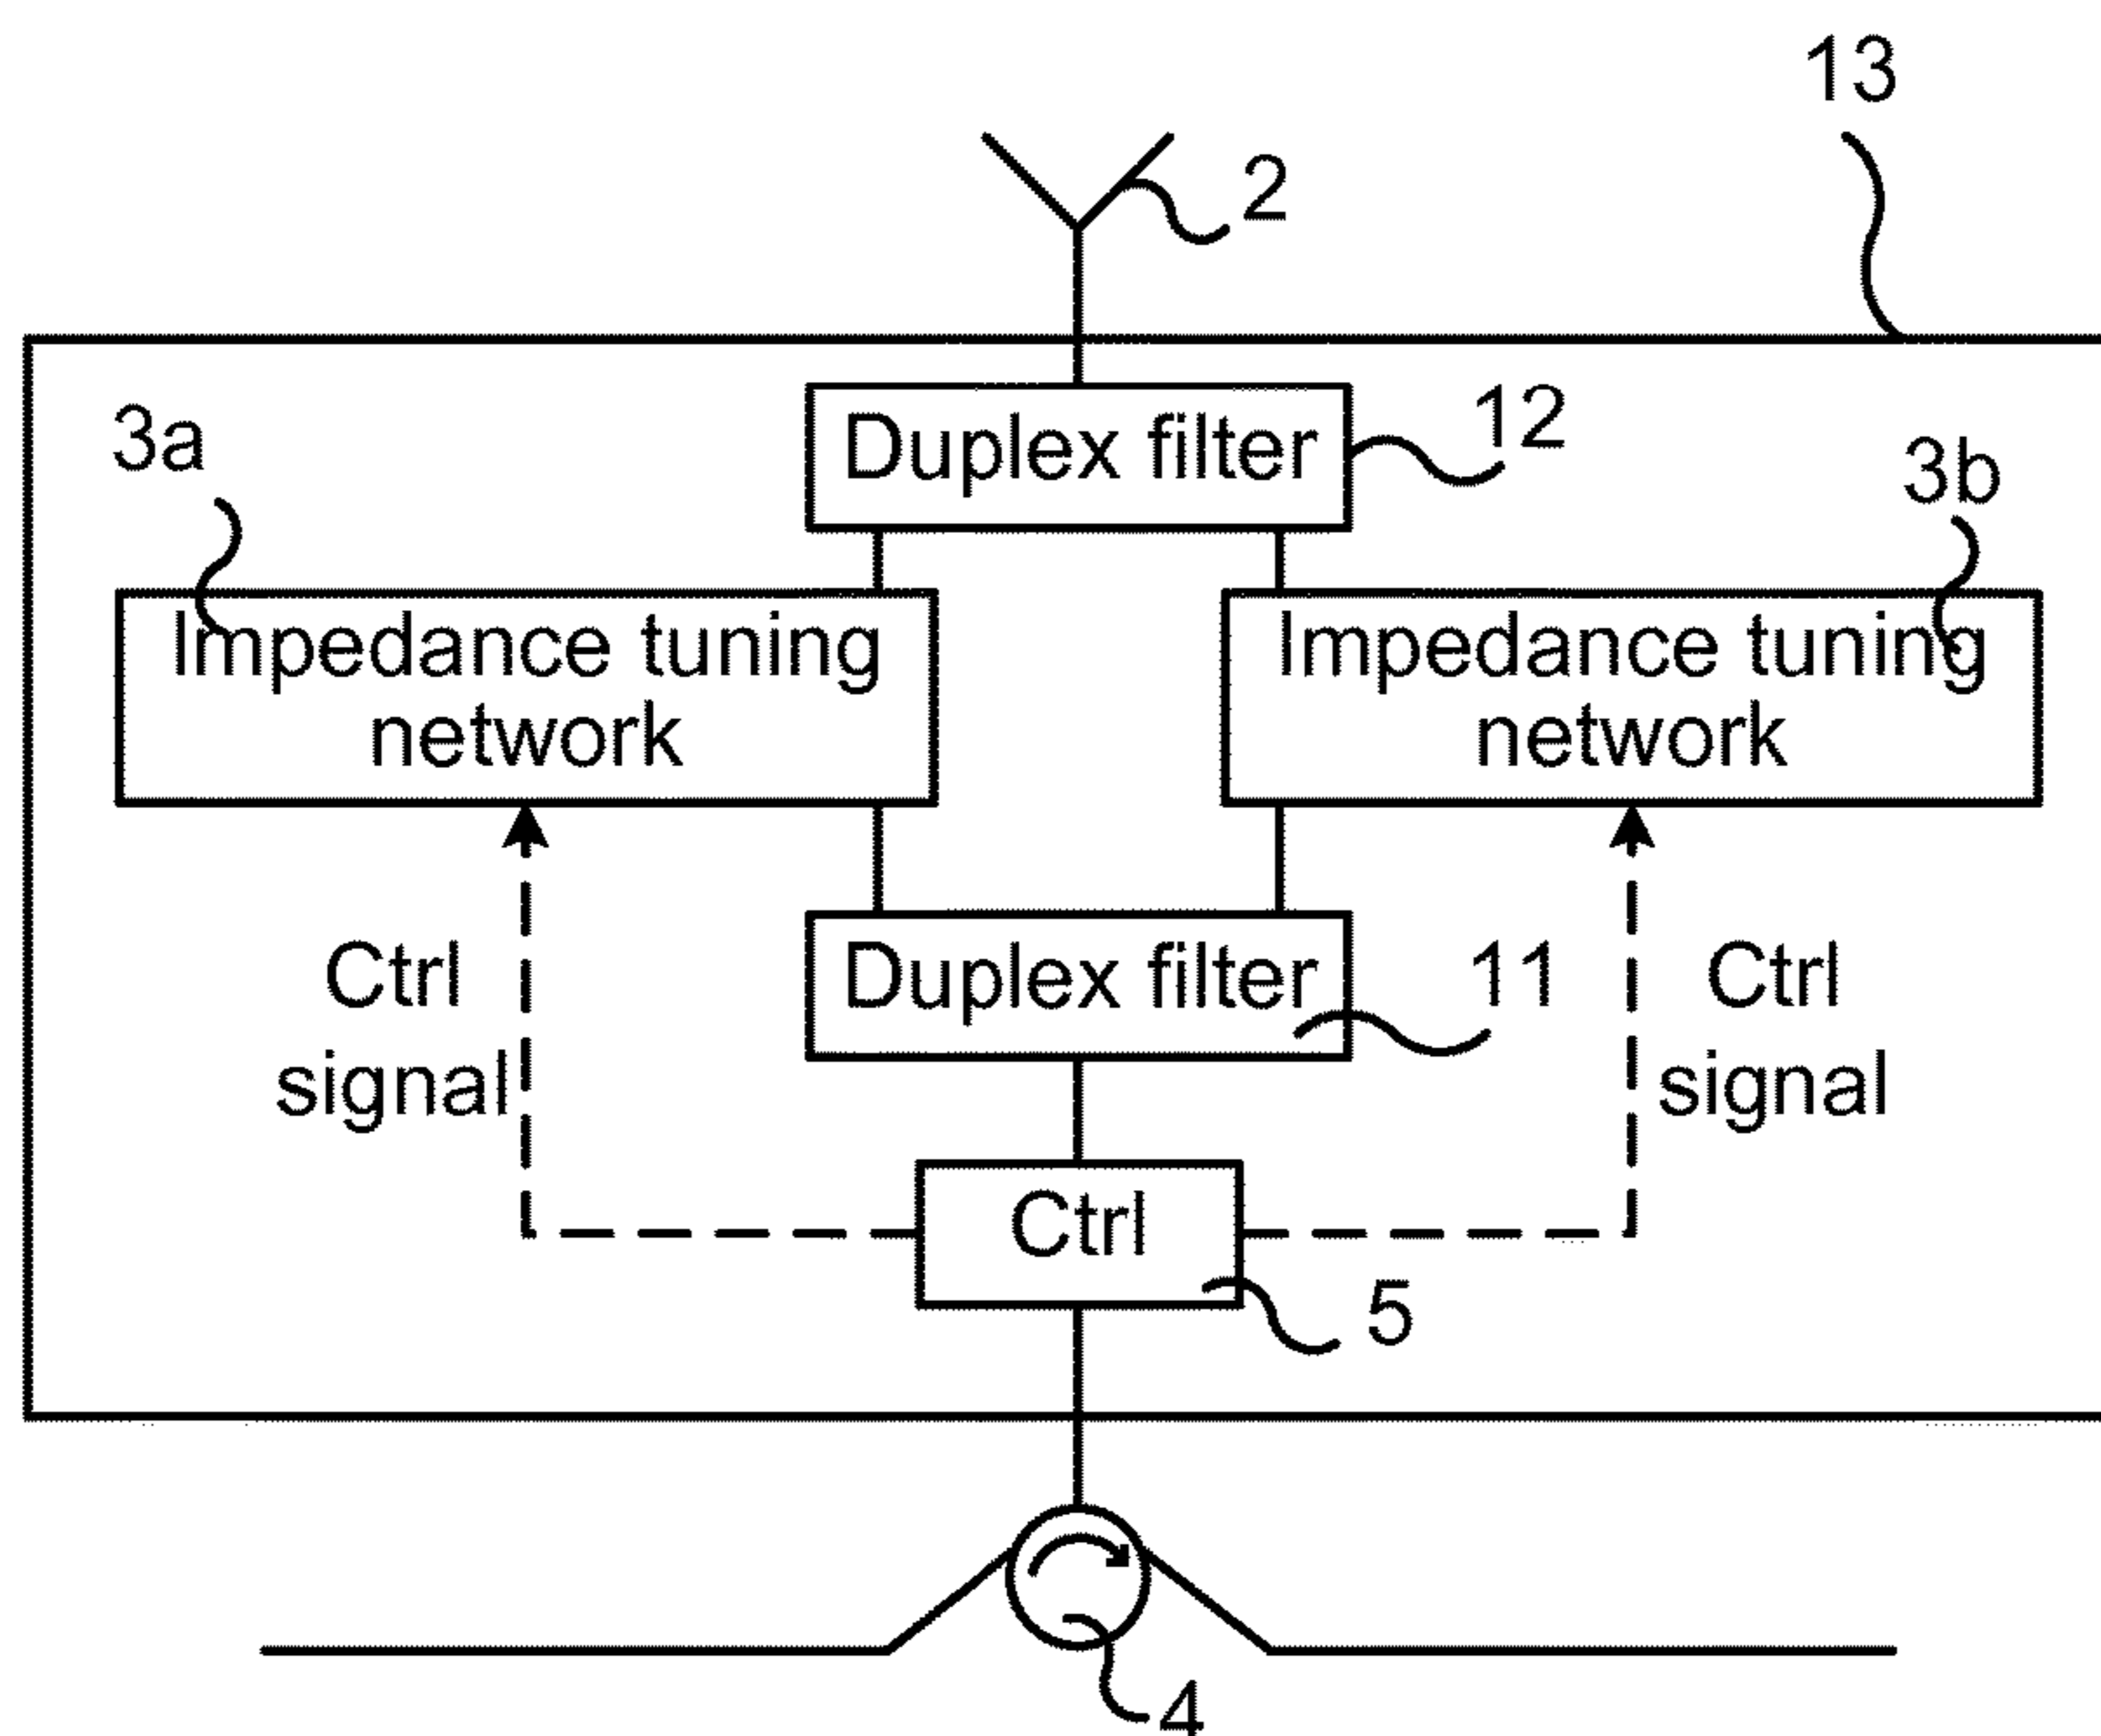 13
2
Duplex filter
12
3a
3b
Impedance tuning
network
Impedance tuning
network
Ctrl
signal
Duplex filter
11
Ctrl
signal
Ctrl
5
4